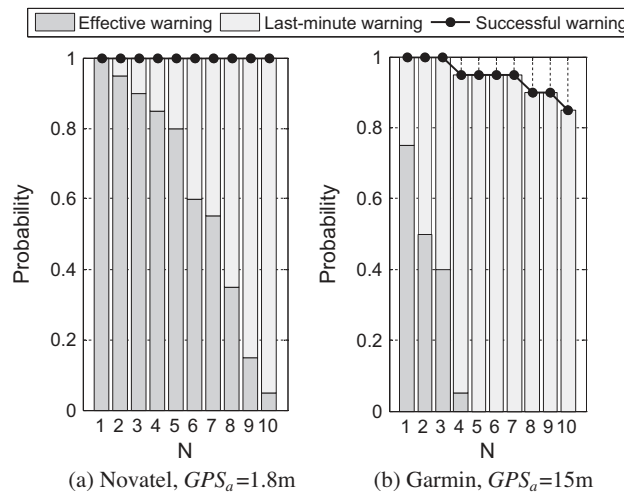 Effective warning Last-minute warning Successful warning
1
0.8
0.6
0.4
0.2
0
Probability
1 2 3 4 5 6 7 8 9 10
N
(a) Novatel, GPSₐ=1.8m
1
0.8
0.6
0.4
0.2
0
Probability
1 2 3 4 5 6 7 8 9 10
N
(b) Garmin, GPSₐ=15m